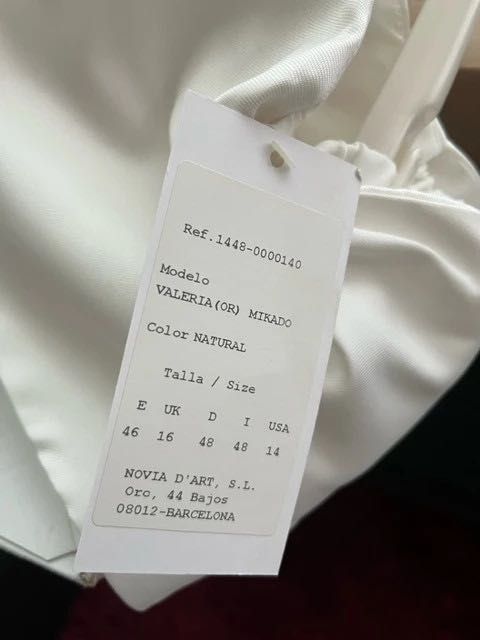 Ref.1448-0000140
Modelo
VALERIA(OR) MIKADO
Color NATURAL
Talla / Size
E UK D I USA
46 16 48 48 14
NOVIA D'ART, S.L.
Oro, 44 Bajos
08012-BARCELONA